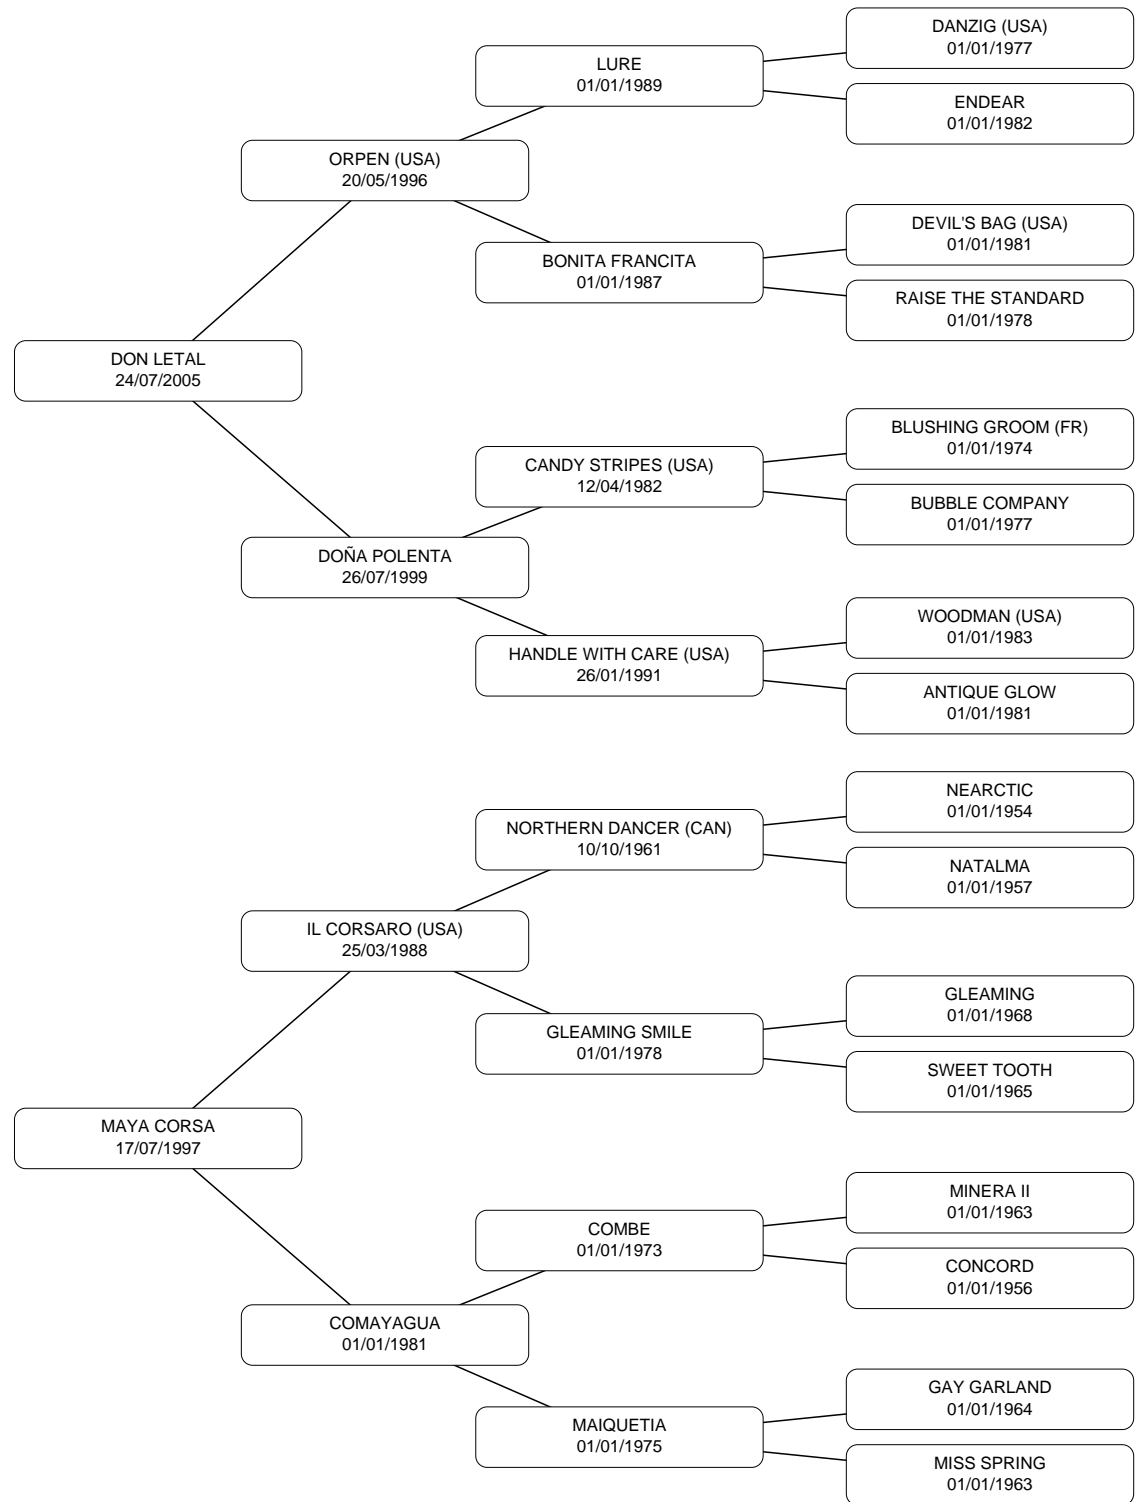 DANZIG (USA)
01/01/1977
LURE
01/01/1989
ENDEAR
01/01/1982
ORPEN (USA)
20/05/1996
DEVIL'S BAG (USA)
01/01/1981
BONITA FRANCITA
01/01/1987
RAISE THE STANDARD
01/01/1978
DON LETAL
24/07/2005
BLUSHING GROOM (FR)
01/01/1974
CANDY STRIPES (USA)
12/04/1982
BUBBLE COMPANY
01/01/1977
DOÑA POLENTA
26/07/1999
WOODMAN (USA)
01/01/1983
HANDLE WITH CARE (USA)
26/01/1991
ANTIQUE GLOW
01/01/1981
NEARCTIC
01/01/1954
NORTHERN DANCER (CAN)
10/10/1961
NATALMA
01/01/1957
IL CORSARO (USA)
25/03/1988
GLEAMING
01/01/1968
GLEAMING SMILE
01/01/1978
SWEET TOOTH
01/01/1965
MAYA CORSA
17/07/1997
MINERA II
01/01/1963
COMBE
01/01/1973
CONCORD
01/01/1956
COMAYAGUA
01/01/1981
GAY GARLAND
01/01/1964
MAIQUETIA
01/01/1975
MISS SPRING
01/01/1963